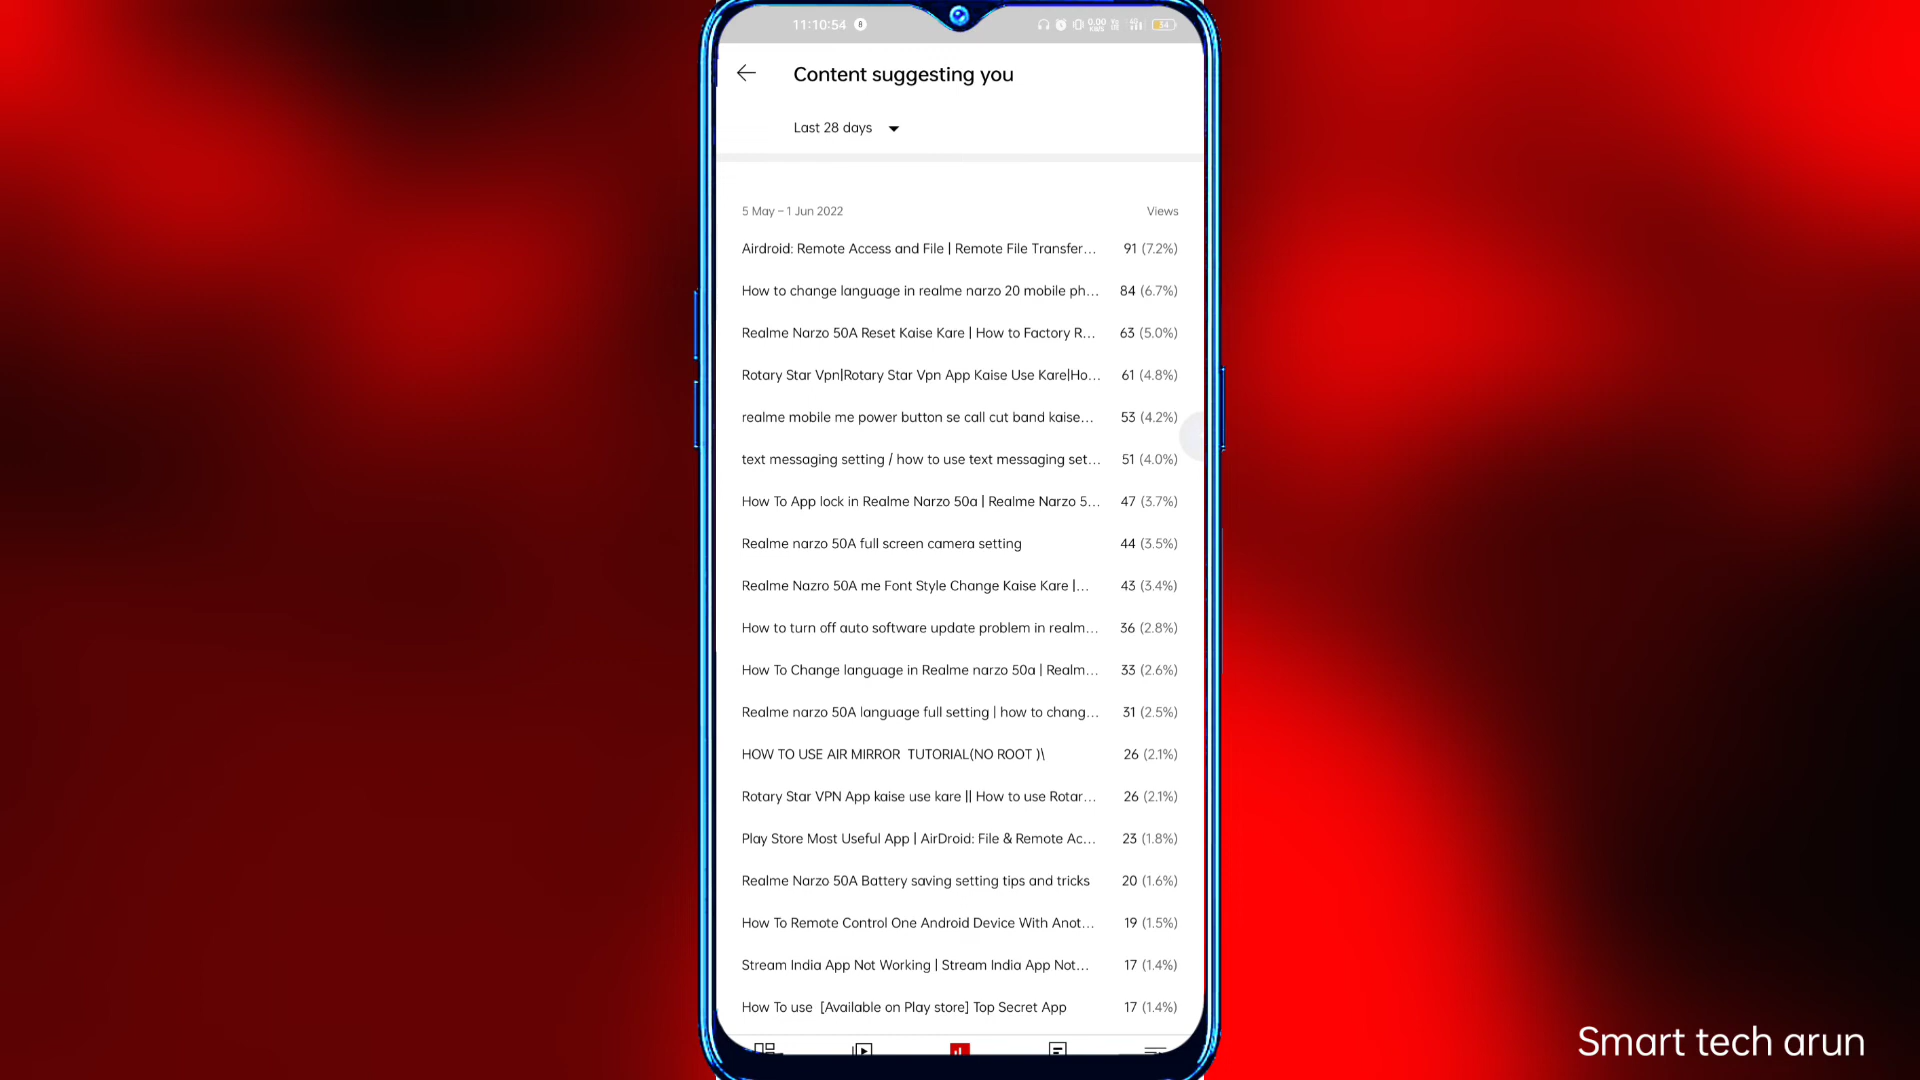 11:10:54
0.00
KB/s
4G
34
Content suggesting you
Last 28 days
5 May – 1 Jun 2022 Views
Airdroid: Remote Access and File | Remote File Transfer... 91 (7.2%)
How to change language in realme narzo 20 mobile ph... 84 (6.7%)
Realme Narzo 50A Reset Kaise Kare | How to Factory R... 63 (5.0%)
Rotary Star Vpn|Rotary Star Vpn App Kaise Use Kare|Ho... 61 (4.8%)
realme mobile me power button se call cut band kaise... 53 (4.2%)
text messaging setting / how to use text messaging set... 51 (4.0%)
How To App lock in Realme Narzo 50a | Realme Narzo 5... 47 (3.7%)
Realme narzo 50A full screen camera setting 44 (3.5%)
Realme Nazro 50A me Font Style Change Kaise Kare |... 43 (3.4%)
How to turn off auto software update problem in realm... 36 (2.8%)
How To Change language in Realme narzo 50a | Realm... 33 (2.6%)
Realme narzo 50A language full setting | how to chang... 31 (2.5%)
HOW TO USE AIR MIRROR TUTORIAL(NO ROOT )\ 26 (2.1%)
Rotary Star VPN App kaise use kare || How to use Rotar... 26 (2.1%)
Play Store Most Useful App | AirDroid: File & Remote Ac... 23 (1.8%)
Realme Narzo 50A Battery saving setting tips and tricks 20 (1.6%)
How To Remote Control One Android Device With Anot... 19 (1.5%)
Stream India App Not Working | Stream India App Not... 17 (1.4%)
How To use [Available on Play store] Top Secret App 17 (1.4%)
Smart tech arun